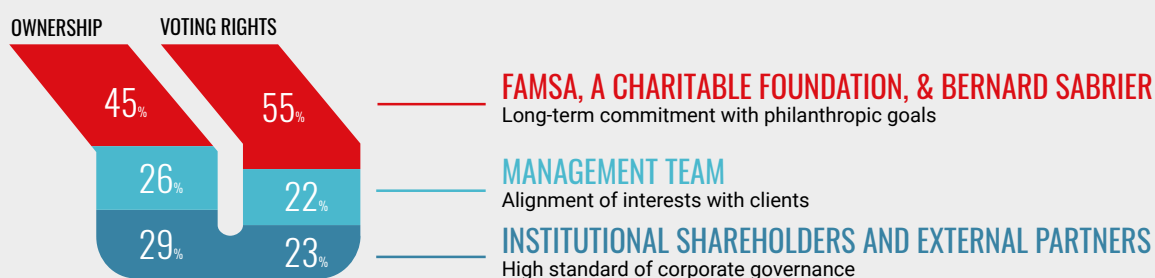 OWNERSHIP
VOTING RIGHTS
45%
55%
FAMSA, A CHARITABLE FOUNDATION, & BERNARD SABRIER
Long-term commitment with philanthropic goals
26%
22%
MANAGEMENT TEAM
Alignment of interests with clients
29%
23%
INSTITUTIONAL SHAREHOLDERS AND EXTERNAL PARTNERS
High standard of corporate governance